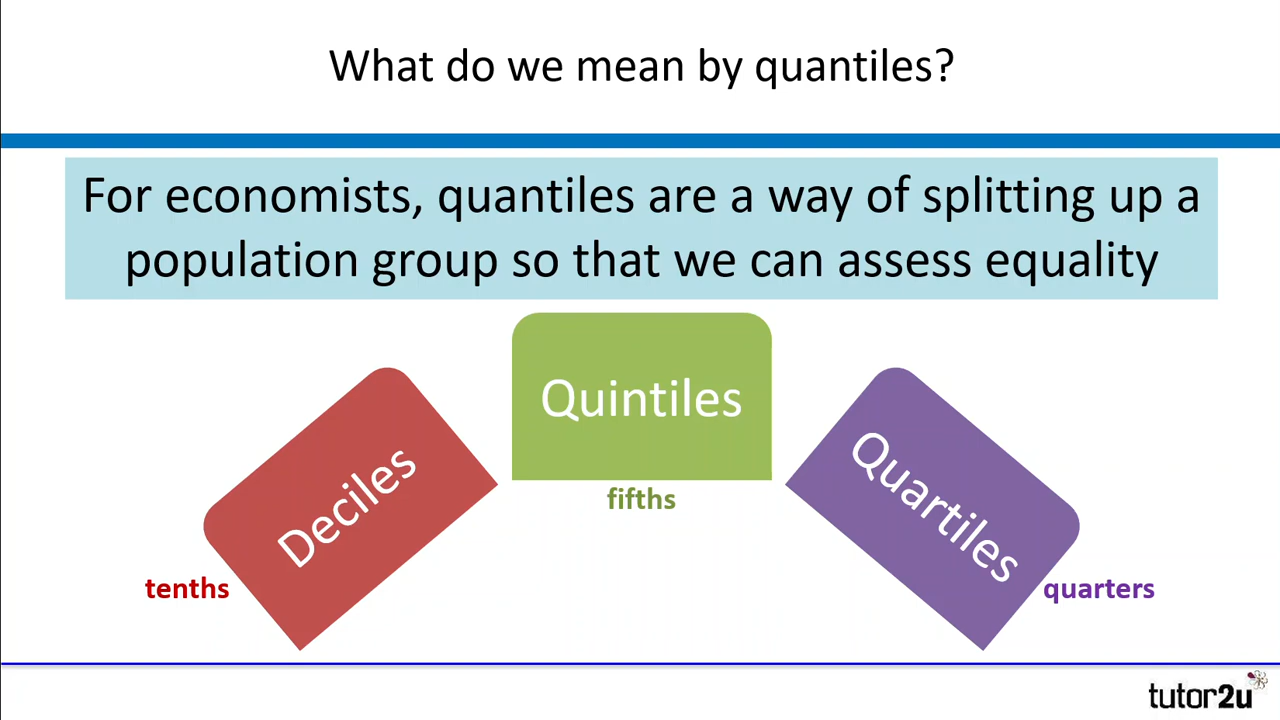 What do we mean by quantiles?
For economists, quantiles are a way of splitting up a
population group so that we can assess equality
Deciles
tenths
Quintiles
fifths
Quartiles
quarters
tutor2u